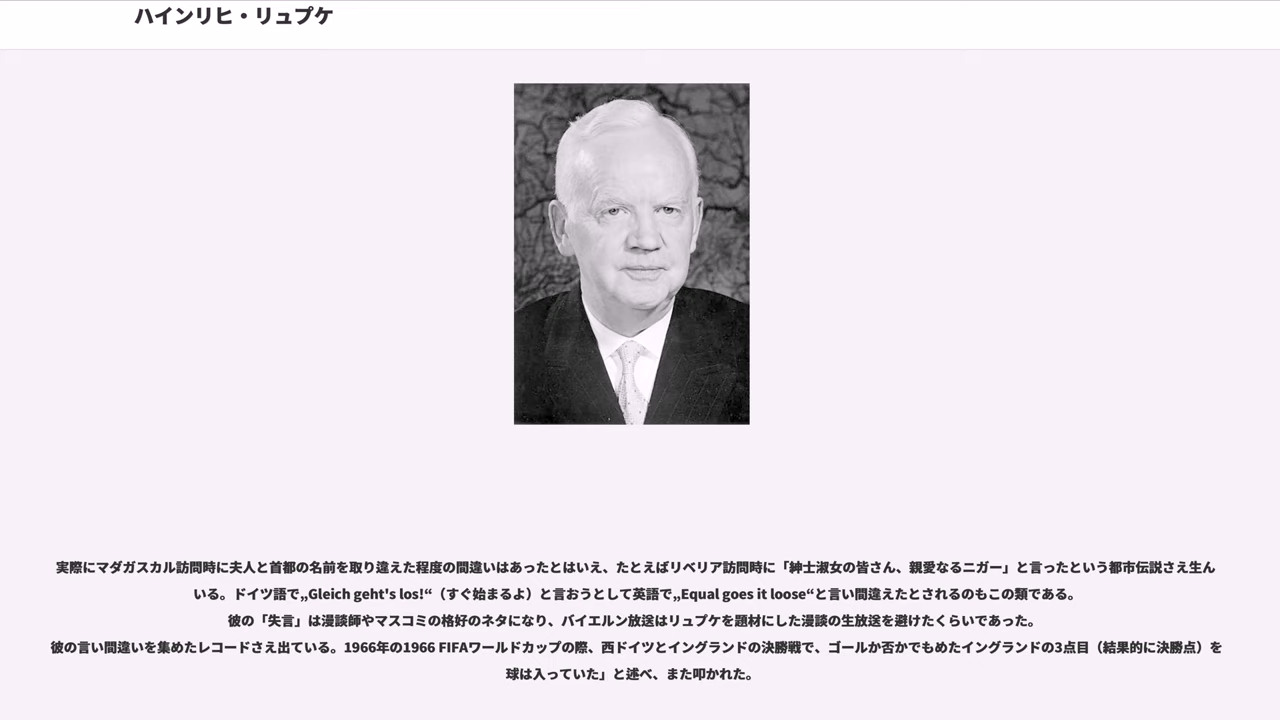 ハインリヒ・リュプケ
実際にマダガスカル訪問時に夫人と首都の名前を取り違えた程度の間違いはあったとはいえ、たとえばリベリア訪問時に「紳士淑女の皆さん、親愛なるニガー」と言ったという都市伝説さえ生ん
いる。ドイツ語で„Gleich geht's los!“（すぐ始まるよ）と言おうとして英語で„Equal goes it loose“と言い間違えたとされるのもこの類である。
彼の「失言」は漫談師やマスコミの格好のネタになり、バイエルン放送はリュプケを題材にした漫談の生放送を避けたくらいであった。
彼の言い間違いを集めたレコードさえ出ている。1966年の1966 FIFAワールドカップの際、西ドイツとイングランドの決勝戦で、ゴールか否かでもめたイングランドの3点目（結果的に決勝点）を
球は入っていた」と述べ、また叩かれた。